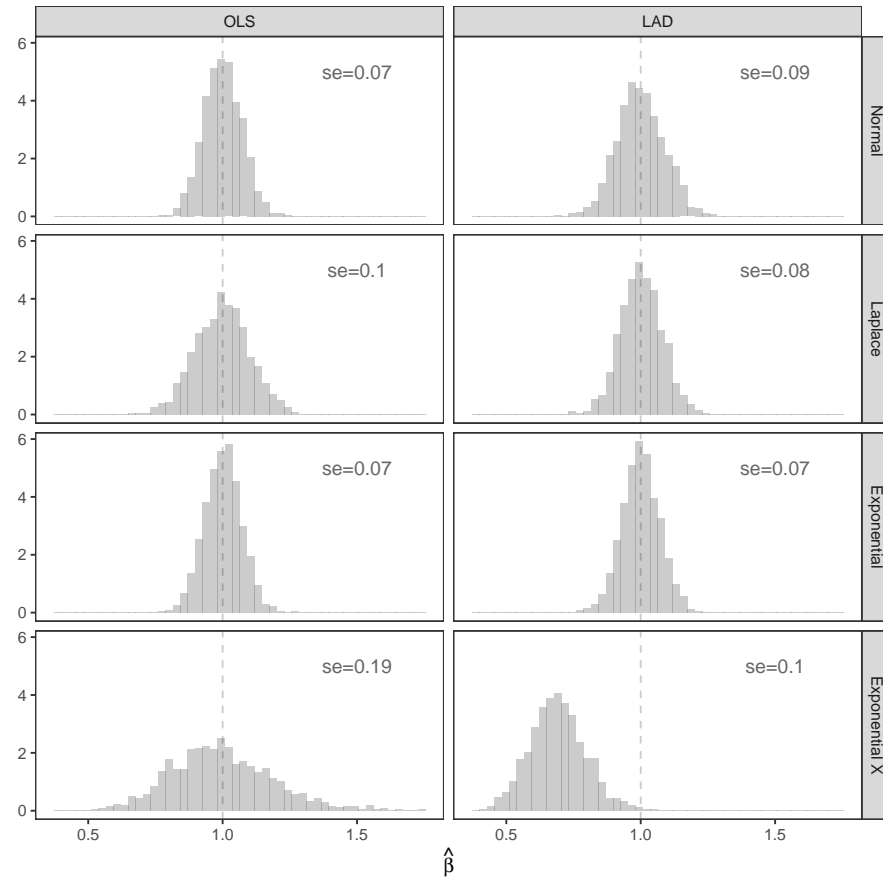 OLS
LAD
6
4
2
0
se=0.07
se=0.09
Normal
6
4
2
0
se=0.1
se=0.08
Laplace
6
4
2
0
se=0.07
se=0.07
Exponential
6
4
2
0
se=0.19
se=0.1
Exponential X
0.5 1.0 1.5
0.5 1.0 1.5
β̂